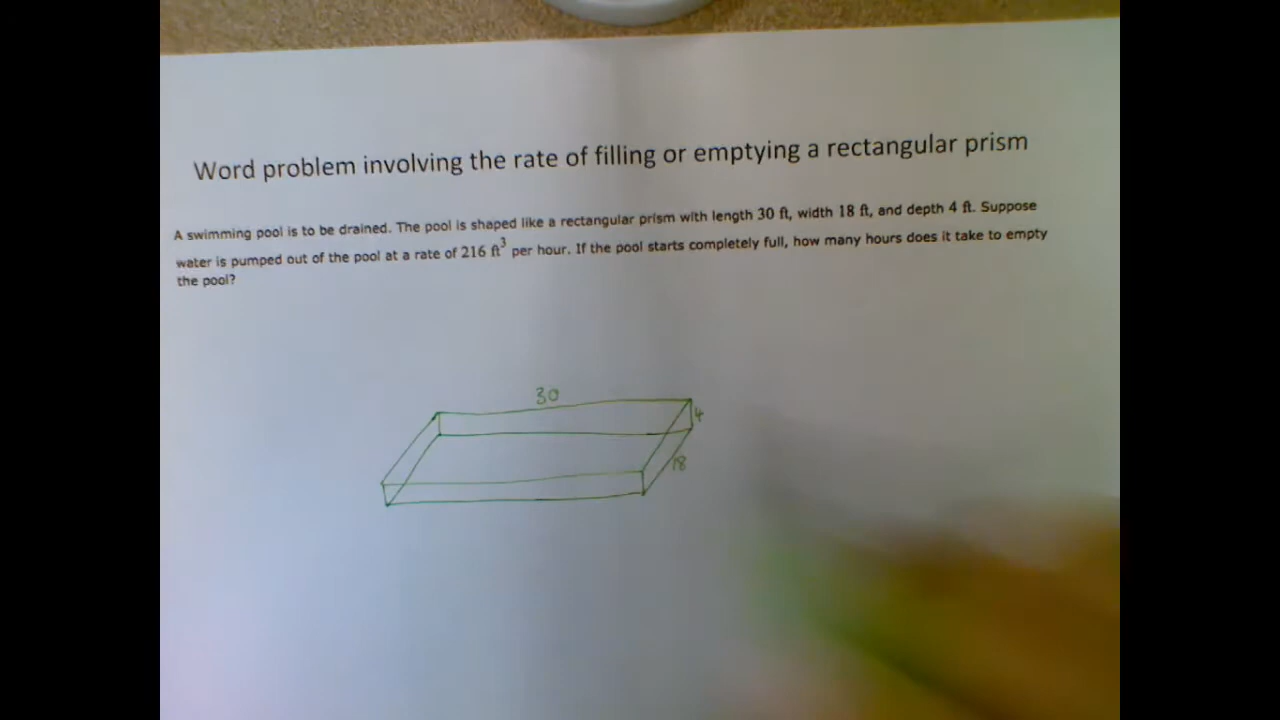 Word problem involving the rate of filling or emptying a rectangular prism
A swimming pool is to be drained. The pool is shaped like a rectangular prism with length 30 ft, width 18 ft, and depth 4 ft. Suppose
water is pumped out of the pool at a rate of 216 ft³ per hour. If the pool starts completely full, how many hours does it take to empty
the pool?
30
4
18